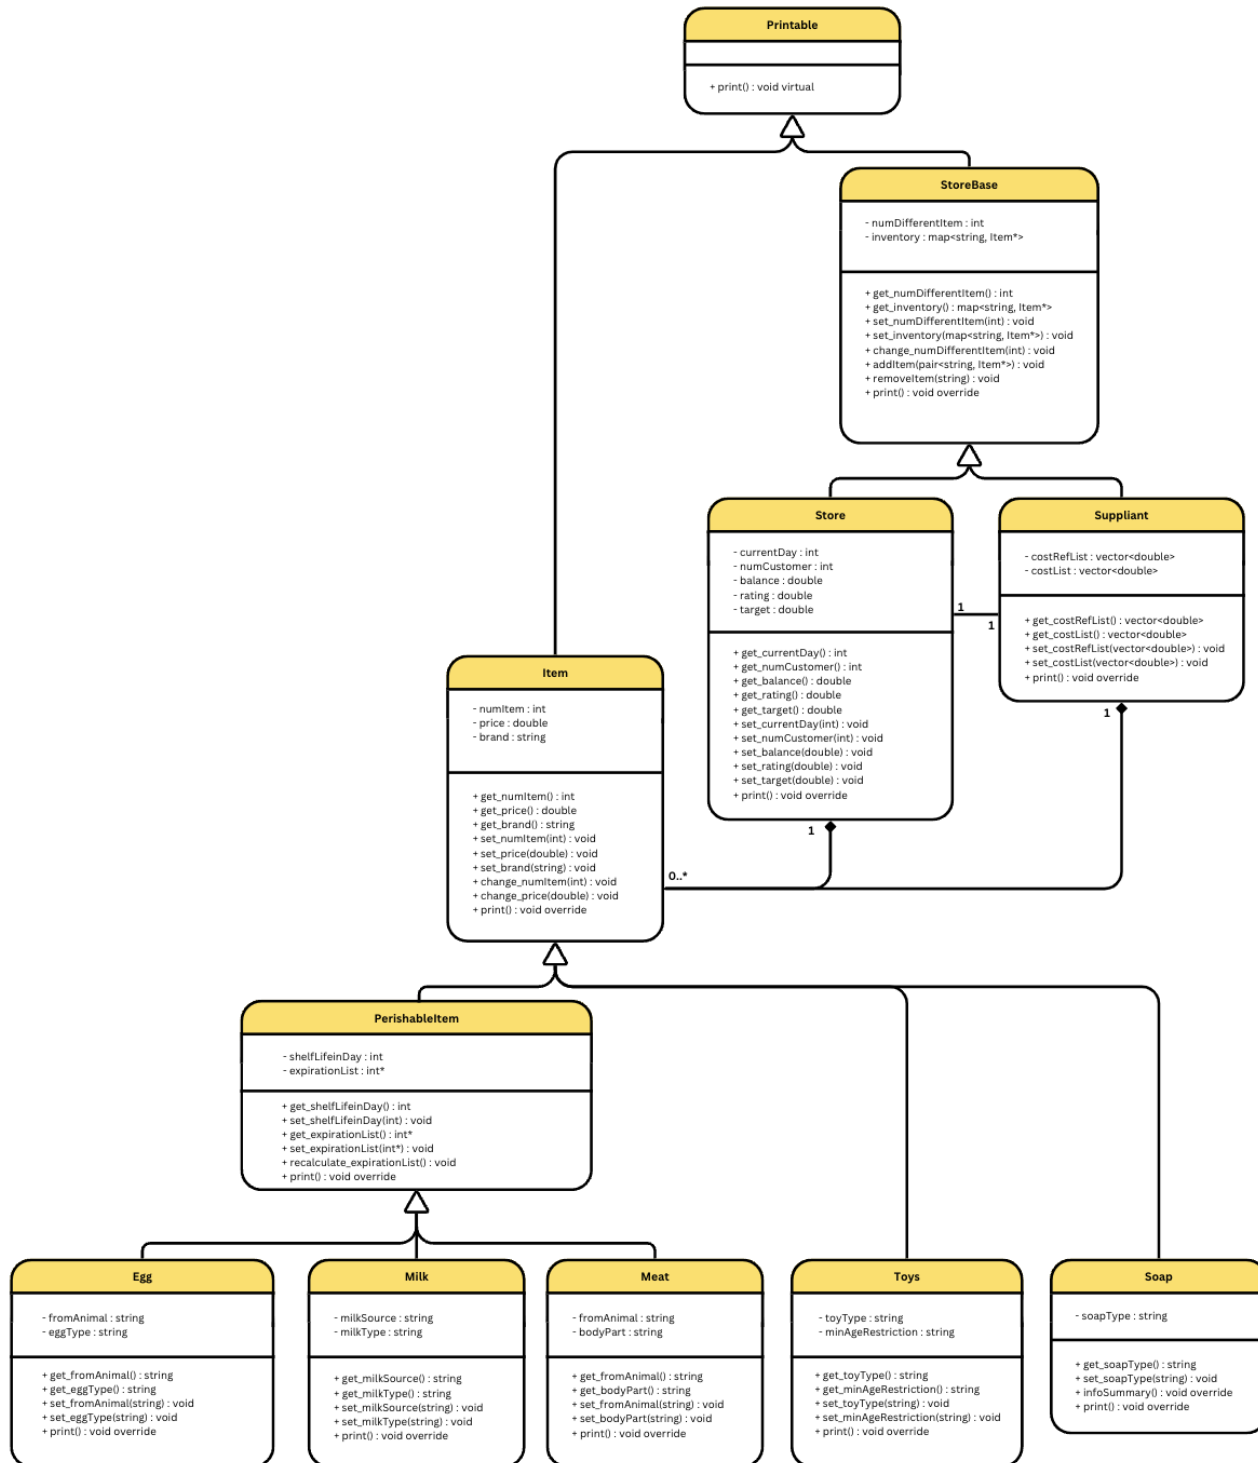 Printable
+ print() : void virtual
StoreBase
- numDifferentItem : int
- inventory : map<string, Item*>
+ get_numDifferentItem() : int
+ get_inventory() : map<string, Item*>
+ set_numDifferentItem(int) : void
+ set_inventory(map<string, Item*>) : void
+ change_numDifferentItem(int) : void
+ addItem(pair<string, Item*>) : void
+ removeItem(string) : void
+ print() : void override
Store
- currentDay : int
- numCustomer : int
- balance : double
- rating : double
- target : double
+ get_currentDay() : int
+ get_numCustomer() : int
+ get_balance() : double
+ get_rating() : double
+ get_target() : double
+ set_currentDay(int) : void
+ set_numCustomer(int) : void
+ set_balance(double) : void
+ set_rating(double) : void
+ set_target(double) : void
+ print() : void override
1
1
Suppliant
- costRefList : vector<double>
- costList : vector<double>
+ get_costRefList() : vector<double>
+ get_costList() : vector<double>
+ set_costRefList(vector<double>) : void
+ set_costList(vector<double>) : void
+ print() : void override
1
1
0..*
Item
- numItem : int
- price : double
- brand : string
+ get_numItem() : int
+ get_price() : double
+ get_brand() : string
+ set_numItem(int) : void
+ set_price(double) : void
+ set_brand(string) : void
+ change_numItem(int) : void
+ change_price(double) : void
+ print() : void override
PerishableItem
- shelfLifeinDay : int
- expirationList : int*
+ get_shelfLifeinDay() : int
+ set_shelfLifeinDay(int) : void
+ get_expirationList() : int*
+ set_expirationList(int*) : void
+ recalculate_expirationList() : void
+ print() : void override
Egg
- fromAnimal : string
- eggType : string
+ get_fromAnimal() : string
+ get_eggType() : string
+ set_fromAnimal(string) : void
+ set_eggType(string) : void
+ print() : void override
Milk
- milkSource : string
- milkType : string
+ get_milkSource() : string
+ get_milkType() : string
+ set_milkSource(string) : void
+ set_milkType(string) : void
+ print() : void override
Meat
- fromAnimal : string
- bodyPart : string
+ get_fromAnimal() : string
+ get_bodyPart() : string
+ set_fromAnimal(string) : void
+ set_bodyPart(string) : void
+ print() : void override
Toys
- toyType : string
- minAgeRestriction : string
+ get_toyType() : string
+ get_minAgeRestriction() : string
+ set_toyType(string) : void
+ set_minAgeRestriction(string) : void
+ print() : void override
Soap
- soapType : string
+ get_soapType() : string
+ set_soapType(string) : void
+ infoSummary() : void override
+ print() : void override